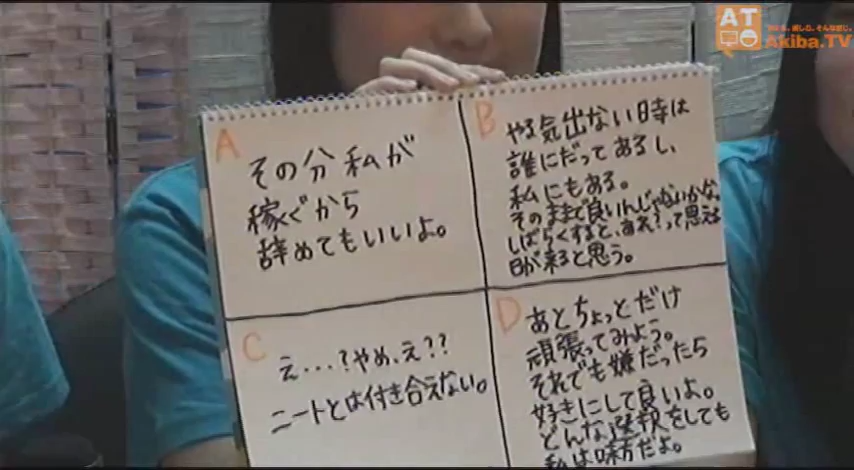 AT
Akiba.TV
A
その分私が
稼ぐから
辞めてもいいよ。
B
やる気出ない時は
誰にだってあるし、
私にもある。
そのままで良いんじゃないかな。
しばらくすると、あれ?って思える
日が来ると思う。
C
え…?やめ、え??
ニートとは付き合えない。
D
あとちょっとだけ
頑張ってみよう。
それでも嫌だったら
好きにして良いよ。
どんな選択をしても
私は味方だよ。